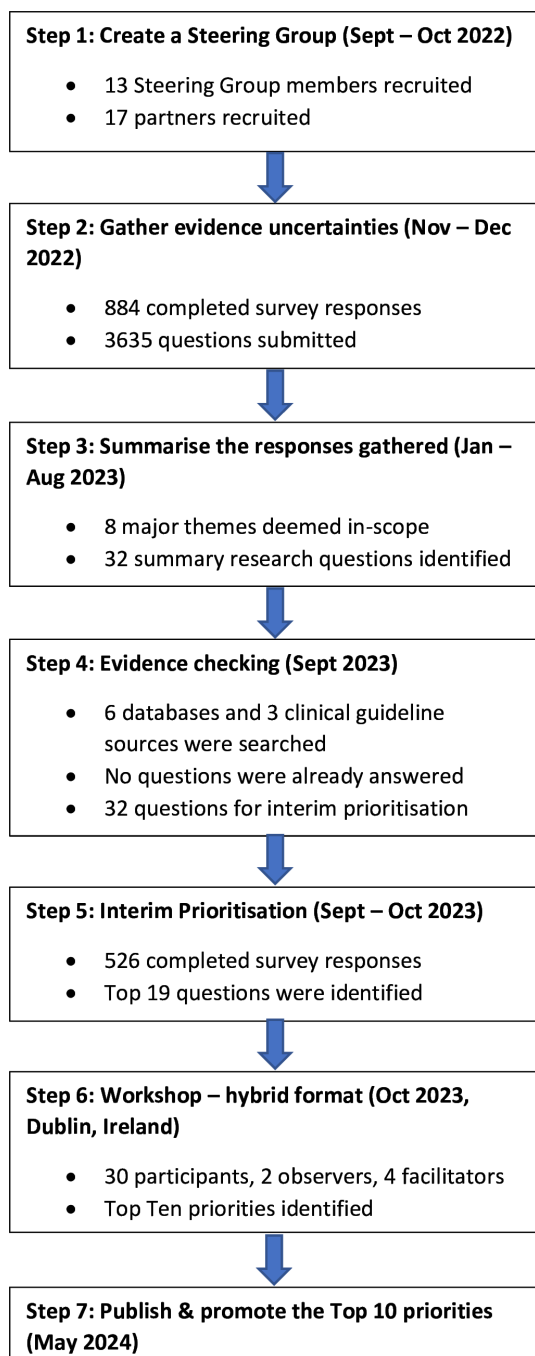 Step 1: Create a Steering Group (Sept – Oct 2022)
• 13 Steering Group members recruited
• 17 partners recruited
Step 2: Gather evidence uncertainties (Nov – Dec
2022)
• 884 completed survey responses
• 3635 questions submitted
Step 3: Summarise the responses gathered (Jan –
Aug 2023)
• 8 major themes deemed in-scope
• 32 summary research questions identified
Step 4: Evidence checking (Sept 2023)
• 6 databases and 3 clinical guideline
sources were searched
• No questions were already answered
• 32 questions for interim prioritisation
Step 5: Interim Prioritisation (Sept – Oct 2023)
• 526 completed survey responses
• Top 19 questions were identified
Step 6: Workshop – hybrid format (Oct 2023,
Dublin, Ireland)
• 30 participants, 2 observers, 4 facilitators
• Top Ten priorities identified
Step 7: Publish & promote the Top 10 priorities
(May 2024)